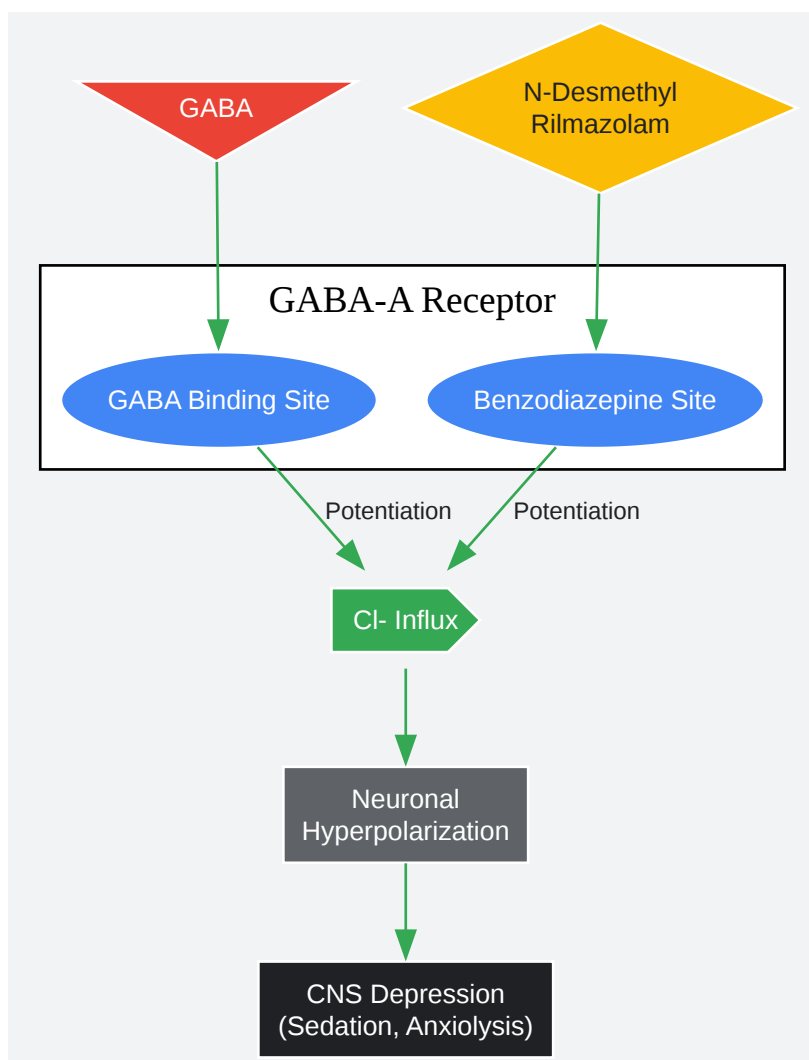 GABA
N-Desmethyl
Rilmazolam
GABA-A Receptor
GABA Binding Site
Benzodiazepine Site
Potentiation
Potentiation
Cl- Influx
Neuronal
Hyperpolarization
CNS Depression
(Sedation, Anxiolysis)